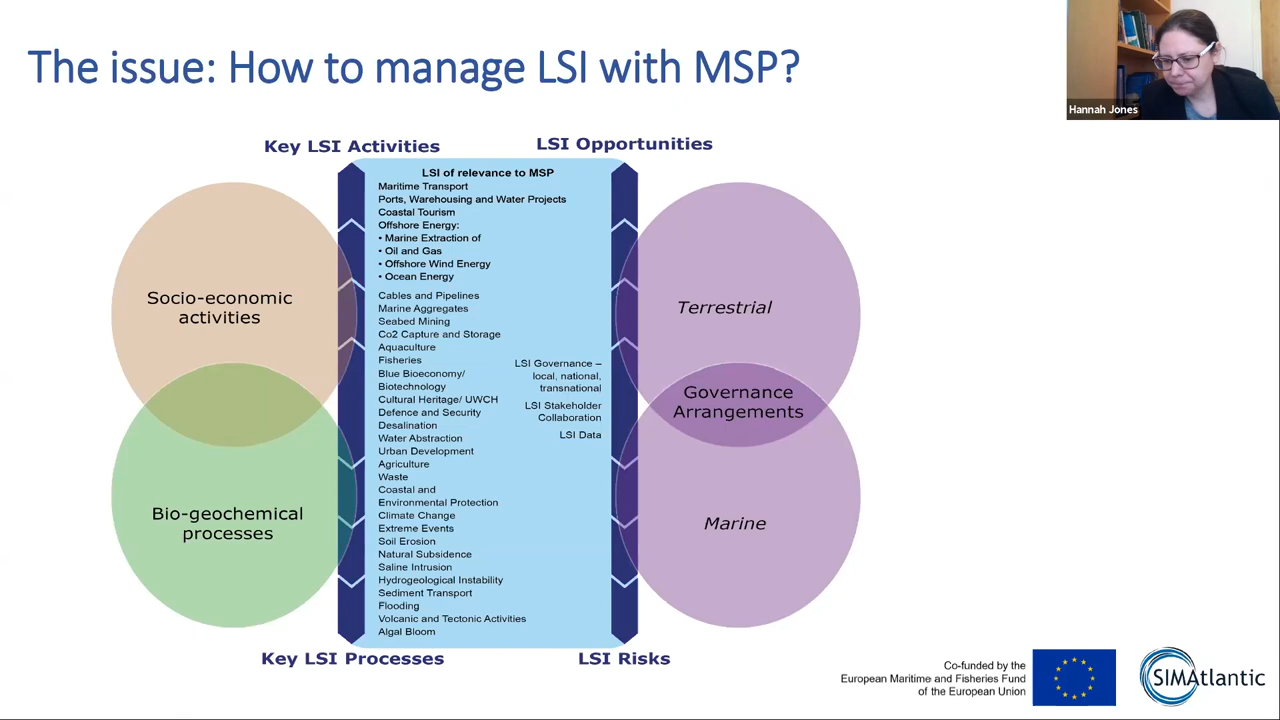 The issue: How to manage LSI with MSP?
Hannah Jones
Key LSI Activities
LSI Opportunities
LSI of relevance to MSP
Maritime Transport
Ports, Warehousing and Water Projects
Coastal Tourism
Offshore Energy:
• Marine Extraction of
• Oil and Gas
• Offshore Wind Energy
• Ocean Energy
Cables and Pipelines
Marine Aggregates
Seabed Mining
Co2 Capture and Storage
Aquaculture
Fisheries
Blue Bioeconomy/
Biotechnology
Cultural Heritage/ UWCH
Defence and Security
Desalination
Water Abstraction
Urban Development
Agriculture
Waste
Coastal and
Environmental Protection
Climate Change
Extreme Events
Soil Erosion
Natural Subsidence
Saline Intrusion
Hydrogeological Instability
Sediment Transport
Flooding
Volcanic and Tectonic Activities
Algal Bloom
LSI Governance –
local, national,
transnational
LSI Stakeholder
Collaboration
LSI Data
Socio-economic
activities
Bio-geochemical
processes
Terrestrial
Governance
Arrangements
Marine
Key LSI Processes
LSI Risks
Co-funded by the
European Maritime and Fisheries Fund
of the European Union
SIMAtlantic